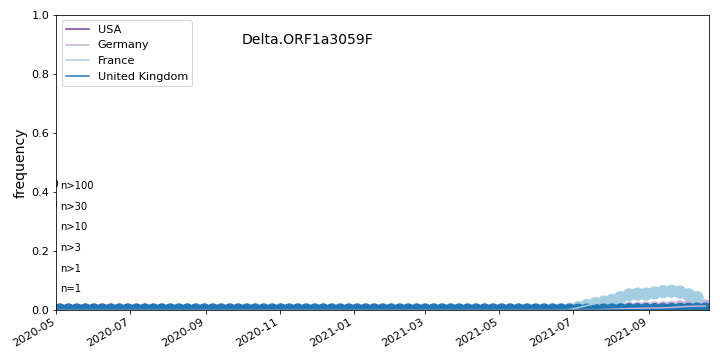 Delta.ORF1a3059F
USA
Germany
France
United Kingdom
frequency
1.0
0.8
0.6
0.4
0.2
0.0
n>100
n>30
n>10
n>3
n>1
n=1
2020-05
2020-07
2020-09
2020-11
2021-01
2021-03
2021-05
2021-07
2021-09